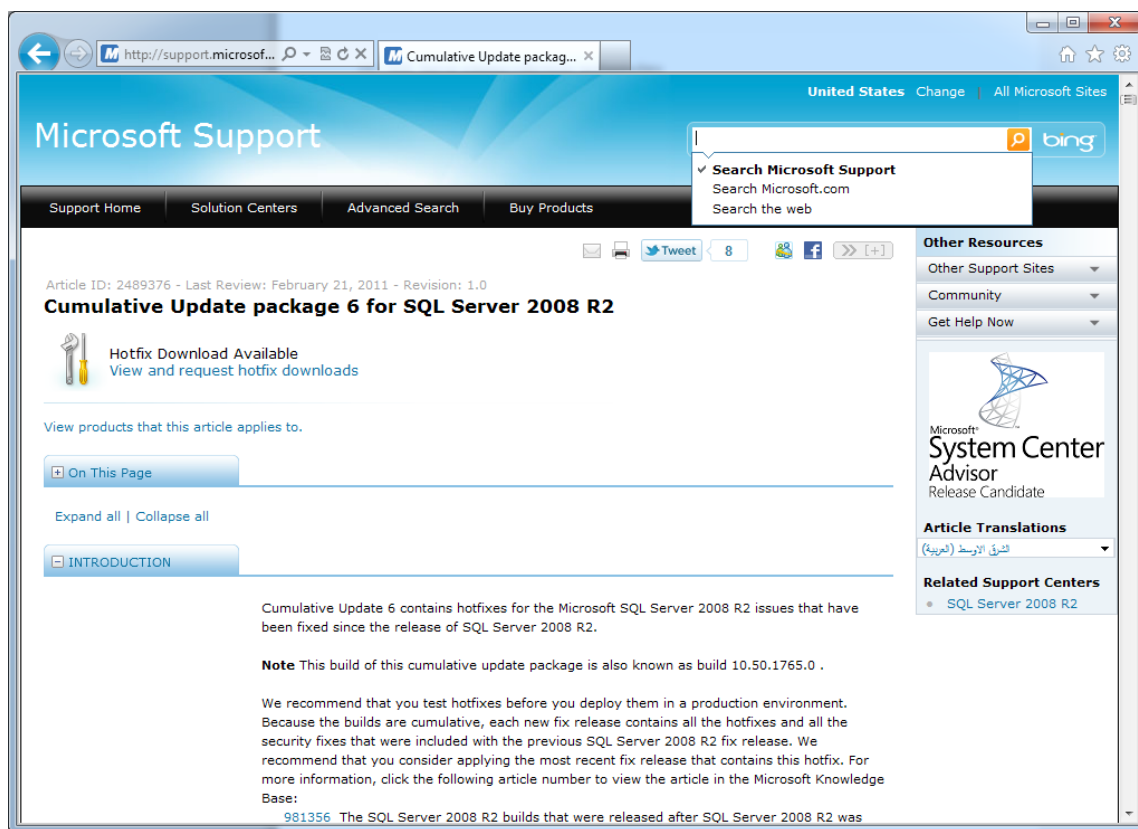 http://support.microsof...
Cumulative Update packag...
United States Change | All Microsoft Sites
Microsoft Support
bing
Search Microsoft Support
Search Microsoft.com
Search the web
Support Home Solution Centers Advanced Search Buy Products
Tweet 8 [+]
Article ID: 2489376 - Last Review: February 21, 2011 - Revision: 1.0
Cumulative Update package 6 for SQL Server 2008 R2
Hotfix Download Available
View and request hotfix downloads
View products that this article applies to.
On This Page
Expand all | Collapse all
INTRODUCTION
Cumulative Update 6 contains hotfixes for the Microsoft SQL Server 2008 R2 issues that have
been fixed since the release of SQL Server 2008 R2.
Note This build of this cumulative update package is also known as build 10.50.1765.0 .
We recommend that you test hotfixes before you deploy them in a production environment.
Because the builds are cumulative, each new fix release contains all the hotfixes and all the
security fixes that were included with the previous SQL Server 2008 R2 fix release. We
recommend that you consider applying the most recent fix release that contains this hotfix. For
more information, click the following article number to view the article in the Microsoft Knowledge
Base:
981356 The SQL Server 2008 R2 builds that were released after SQL Server 2008 R2 was
Other Resources
Other Support Sites
Community
Get Help Now
Microsoft
System Center
Advisor
Release Candidate
Article Translations
الشرق الاوسط (العربية)
Related Support Centers
SQL Server 2008 R2